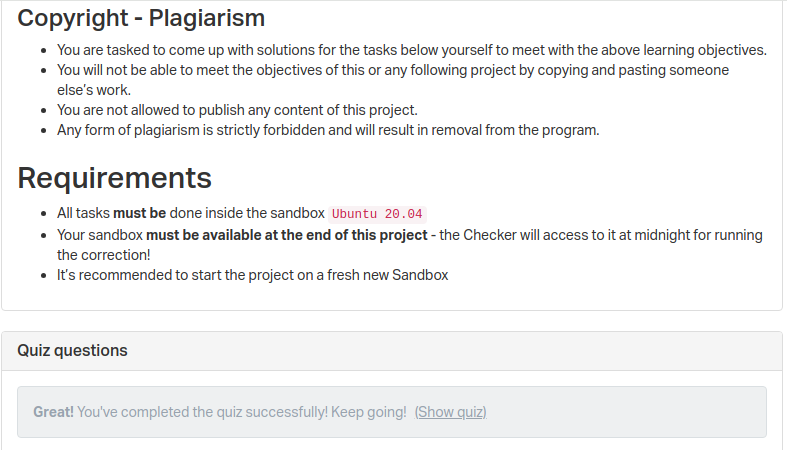 Copyright - Plagiarism
• You are tasked to come up with solutions for the tasks below yourself to meet with the above learning objectives.
• You will not be able to meet the objectives of this or any following project by copying and pasting someone
else’s work.
• You are not allowed to publish any content of this project.
• Any form of plagiarism is strictly forbidden and will result in removal from the program.
Requirements
• All tasks must be done inside the sandbox Ubuntu 20.04
• Your sandbox must be available at the end of this project - the Checker will access to it at midnight for running
the correction!
• It’s recommended to start the project on a fresh new Sandbox
Quiz questions
Great! You've completed the quiz successfully! Keep going! (Show quiz)